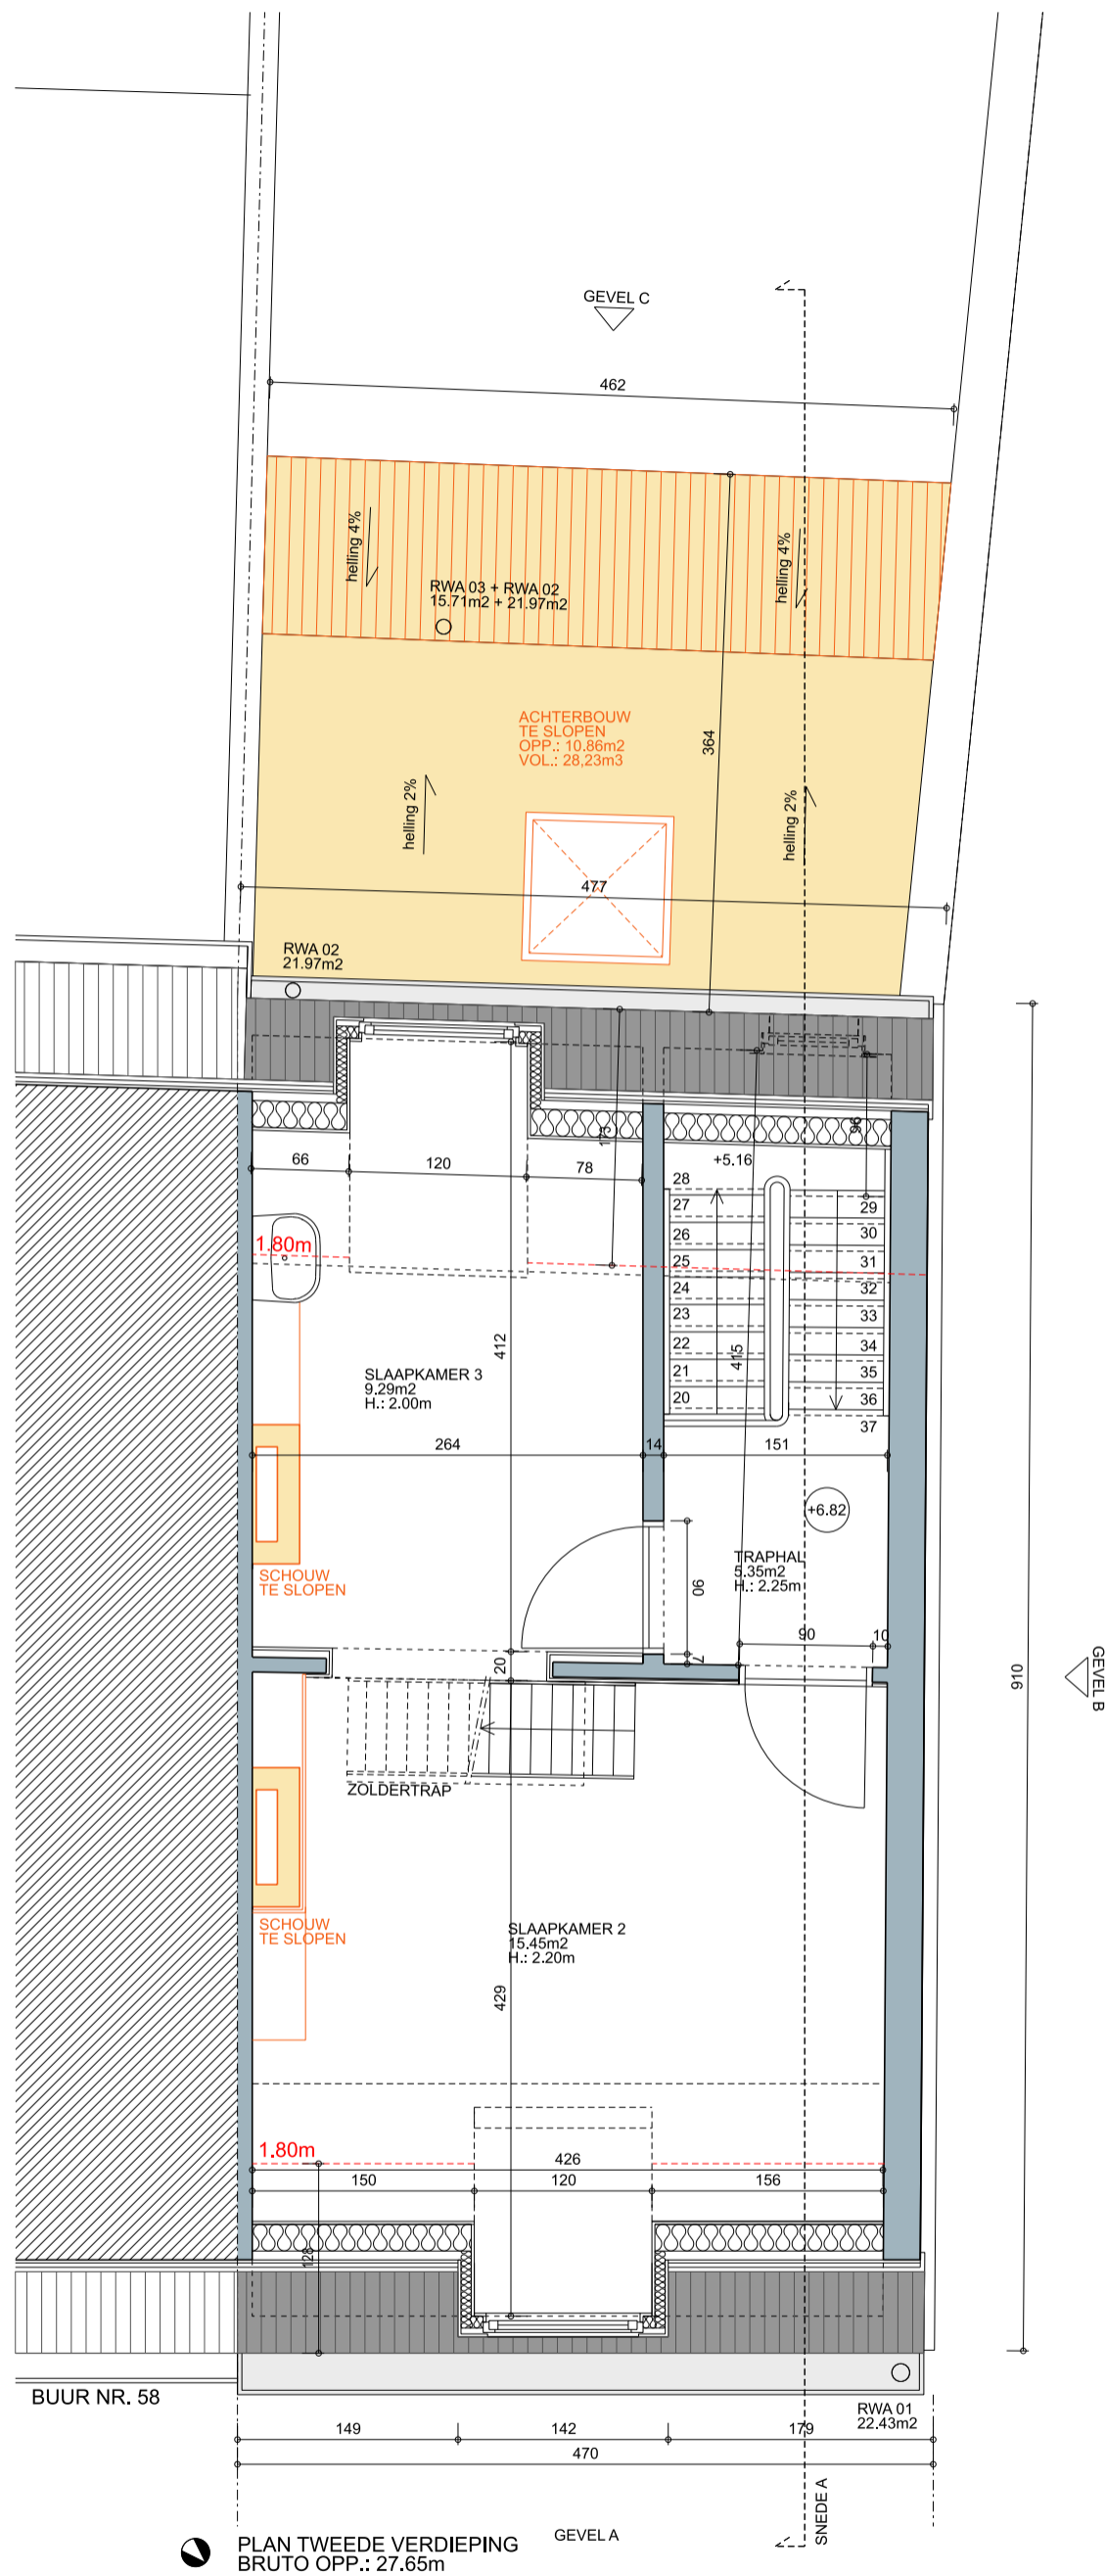 GEVEL C
462
helling 4%
helling 4%
RWA 03 + RWA 02
15.71m2 + 21.97m2
ACHTERBOUW
TE SLOPEN
OPP.: 10.86m2
VOL.: 28,23m3
364
helling 2%
helling 2%
477
RWA 02
21.97m2
173
96
66
120
78
+5.16
28
27
26
25
24
23
22
21
20
29
30
31
32
33
34
35
36
37
1.80m
412
415
SLAAPKAMER 3
9.29m2
H.: 2.00m
264
14
151
+6.82
SCHOUW
TE SLOPEN
TRAPHAL
5.35m2
H.: 2.25m
90
7
90
10
20
910
GEVEL B
ZOLDERTRAP
SCHOUW
TE SLOPEN
SLAAPKAMER 2
15.45m2
H.: 2.20m
429
1.80m
426
150
120
156
128
BUUR NR. 58
RWA 01
22.43m2
149
142
179
470
SNEDE A
GEVEL A
PLAN TWEEDE VERDIEPING
BRUTO OPP.: 27.65m